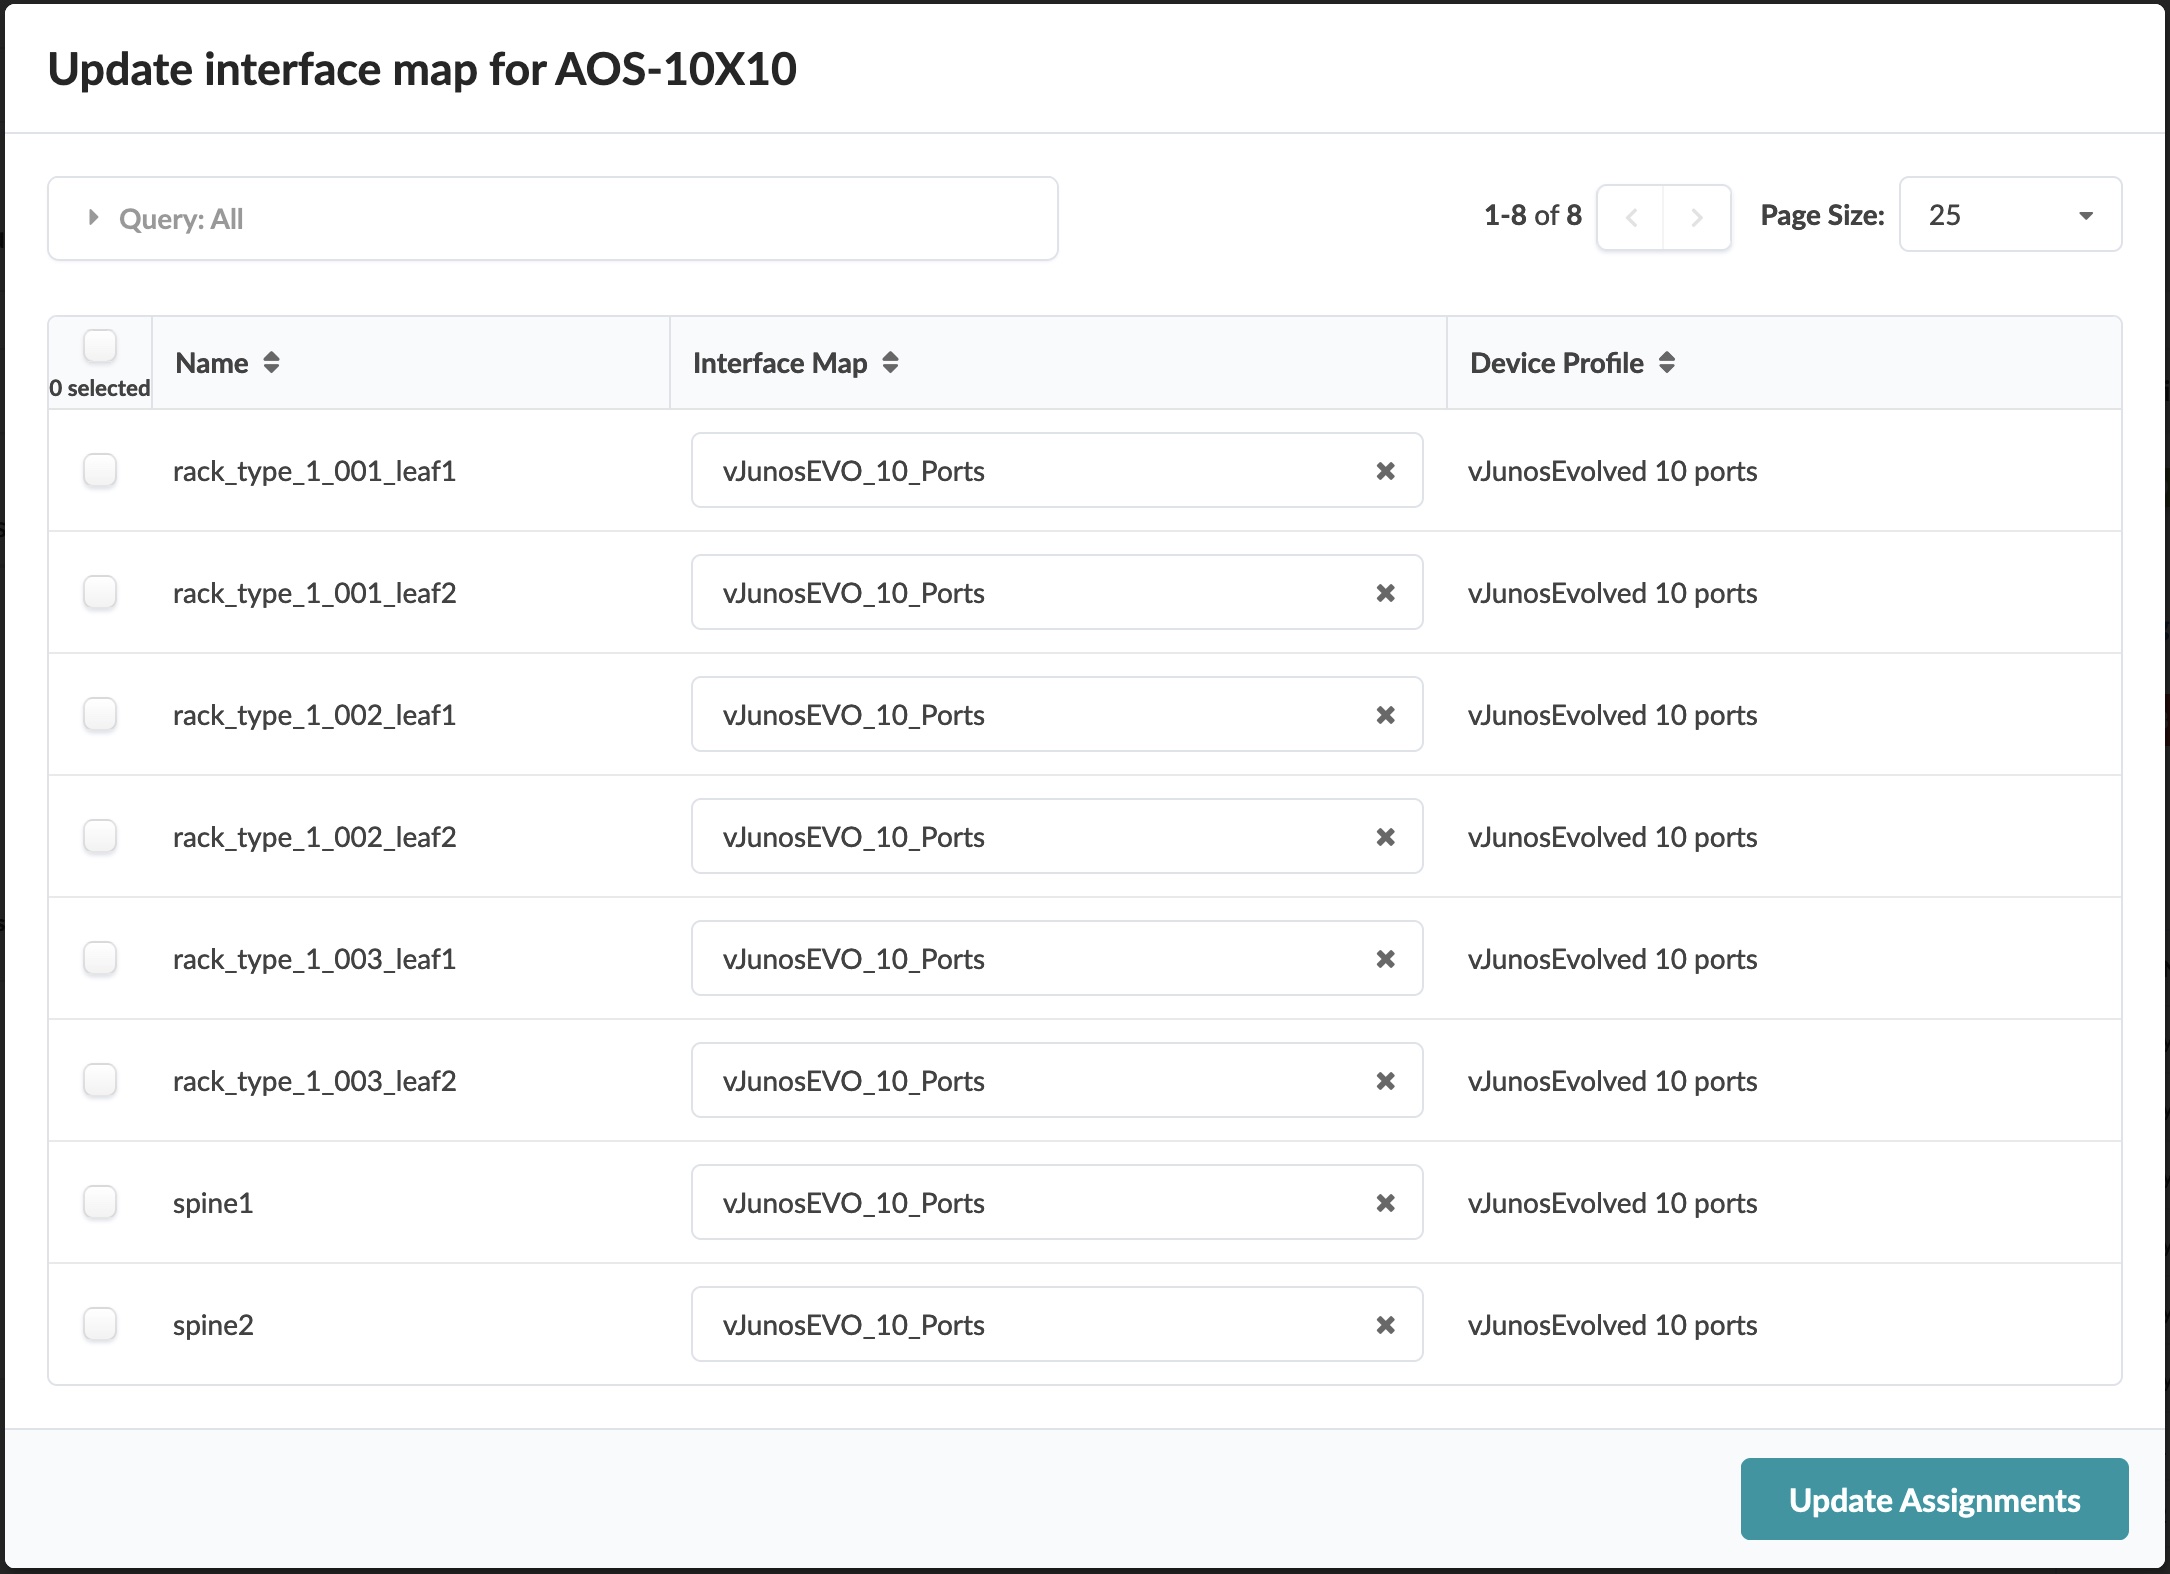 Update interface map for AOS-10X10
Query: All
1-8 of 8
Page Size: 25
0 selected
Name Interface Map Device Profile
rack_type_1_001_leaf1 vJunosEVO_10_Ports vJunosEvolved 10 ports
rack_type_1_001_leaf2 vJunosEVO_10_Ports vJunosEvolved 10 ports
rack_type_1_002_leaf1 vJunosEVO_10_Ports vJunosEvolved 10 ports
rack_type_1_002_leaf2 vJunosEVO_10_Ports vJunosEvolved 10 ports
rack_type_1_003_leaf1 vJunosEVO_10_Ports vJunosEvolved 10 ports
rack_type_1_003_leaf2 vJunosEVO_10_Ports vJunosEvolved 10 ports
spine1 vJunosEVO_10_Ports vJunosEvolved 10 ports
spine2 vJunosEVO_10_Ports vJunosEvolved 10 ports
Update Assignments